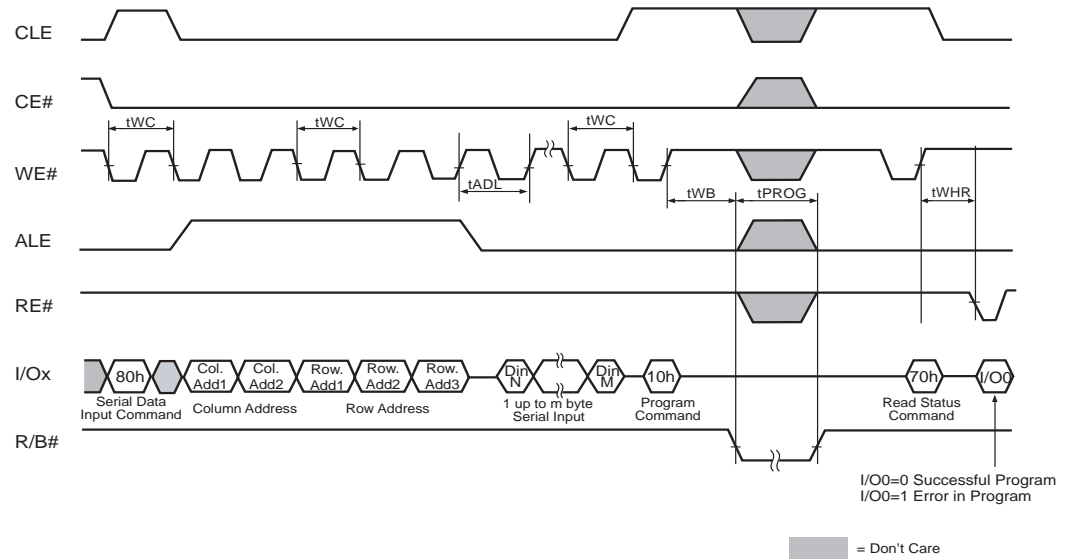 CLE
CE#
tWC
tWC
tWC
WE#
tADL
tWB
tPROG
tWHR
ALE
RE#
I/Ox
80h
Col.
Add1
Col.
Add2
Row.
Add1
Row.
Add2
Row.
Add3
Din
N
Din
M
10h
70h
I/O0
Serial Data
Input Command
Column Address
Row Address
1 up to m byte
Serial Input
Program
Command
Read Status
Command
R/B#
I/O0=0 Successful Program
I/O0=1 Error in Program
= Don't Care